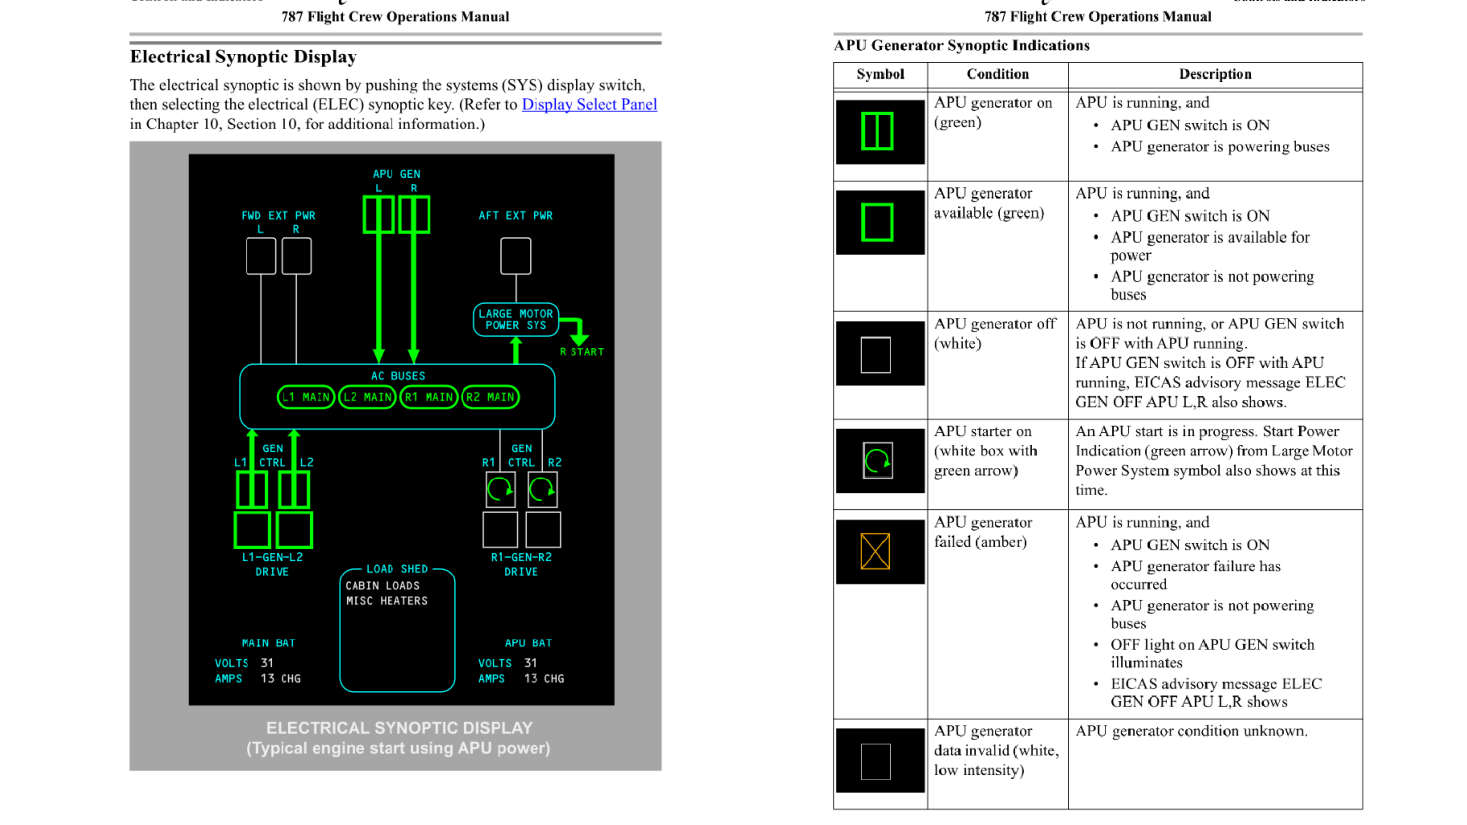 787 Flight Crew Operations Manual
Electrical Synoptic Display
The electrical synoptic is shown by pushing the systems (SYS) display switch,
then selecting the electrical (ELEC) synoptic key. (Refer to Display Select Panel
in Chapter 10, Section 10, for additional information.)
APU GEN
L R
FWD EXT PWR
L R
AFT EXT PWR
LARGE MOTOR
POWER SYS
R START
AC BUSES
L1 MAIN L2 MAIN R1 MAIN R2 MAIN
GEN
L1 CTRL L2
GEN
R1 CTRL R2
L1-GEN-L2
DRIVE
R1-GEN-R2
DRIVE
LOAD SHED
CABIN LOADS
MISC HEATERS
MAIN BAT
VOLTS 31
AMPS 13 CHG
APU BAT
VOLTS 31
AMPS 13 CHG
ELECTRICAL SYNOPTIC DISPLAY
(Typical engine start using APU power)
787 Flight Crew Operations Manual
APU Generator Synoptic Indications
Symbol Condition Description
APU generator on
(green)
APU is running, and
• APU GEN switch is ON
• APU generator is powering buses
APU generator
available (green)
APU is running, and
• APU GEN switch is ON
• APU generator is available for
power
• APU generator is not powering
buses
APU generator off
(white)
APU is not running, or APU GEN switch
is OFF with APU running.
If APU GEN switch is OFF with APU
running, EICAS advisory message ELEC
GEN OFF APU L,R also shows.
APU starter on
(white box with
green arrow)
An APU start is in progress. Start Power
Indication (green arrow) from Large Motor
Power System symbol also shows at this
time.
APU generator
failed (amber)
APU is running, and
• APU GEN switch is ON
• APU generator failure has
occurred
• APU generator is not powering
buses
• OFF light on APU GEN switch
illuminates
• EICAS advisory message ELEC
GEN OFF APU L,R shows
APU generator
data invalid (white,
low intensity)
APU generator condition unknown.